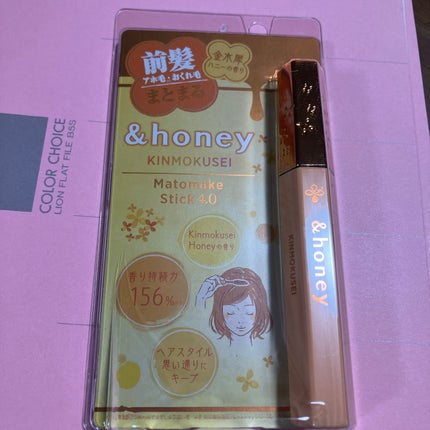 前髪
アホ毛・おくれ毛
まとまる
金木犀
ハニーの香り
&honey
KINMOKUSEI
Matomake
Stick 4.0
Kinmokusei
Honeyの香り
香り持続力
156%
ヘアスタイル
思い通りに
キープ
&honey
KINMOKUSEI
COLOR CHOICE
LION FLAT FILE B5S